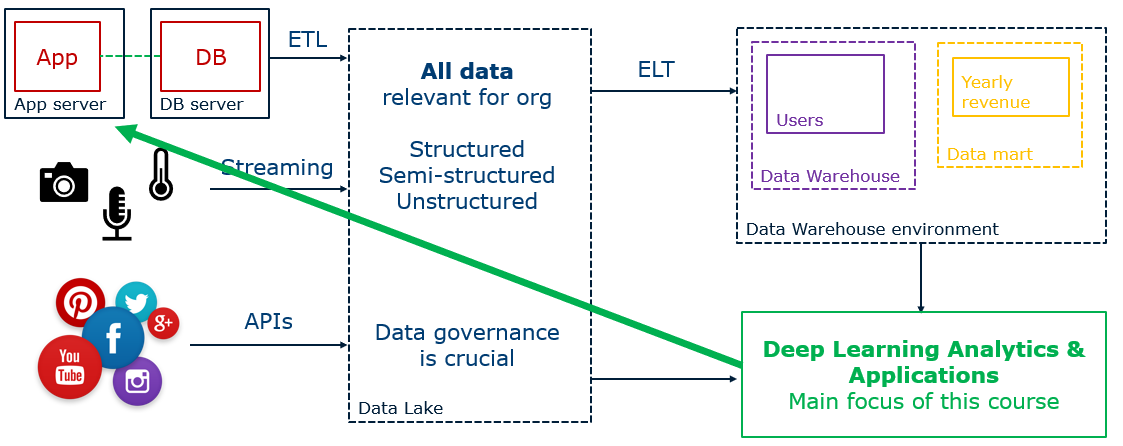 App
App server
DB
DB server
ETL
All data
relevant for org
Structured
Semi-structured
Unstructured
Data governance
is crucial
Data Lake
Streaming
APIs
You
Tube
g+
f
ELT
Users
Data Warehouse
Yearly
revenue
Data mart
Data Warehouse environment
Deep Learning Analytics &
Applications
Main focus of this course